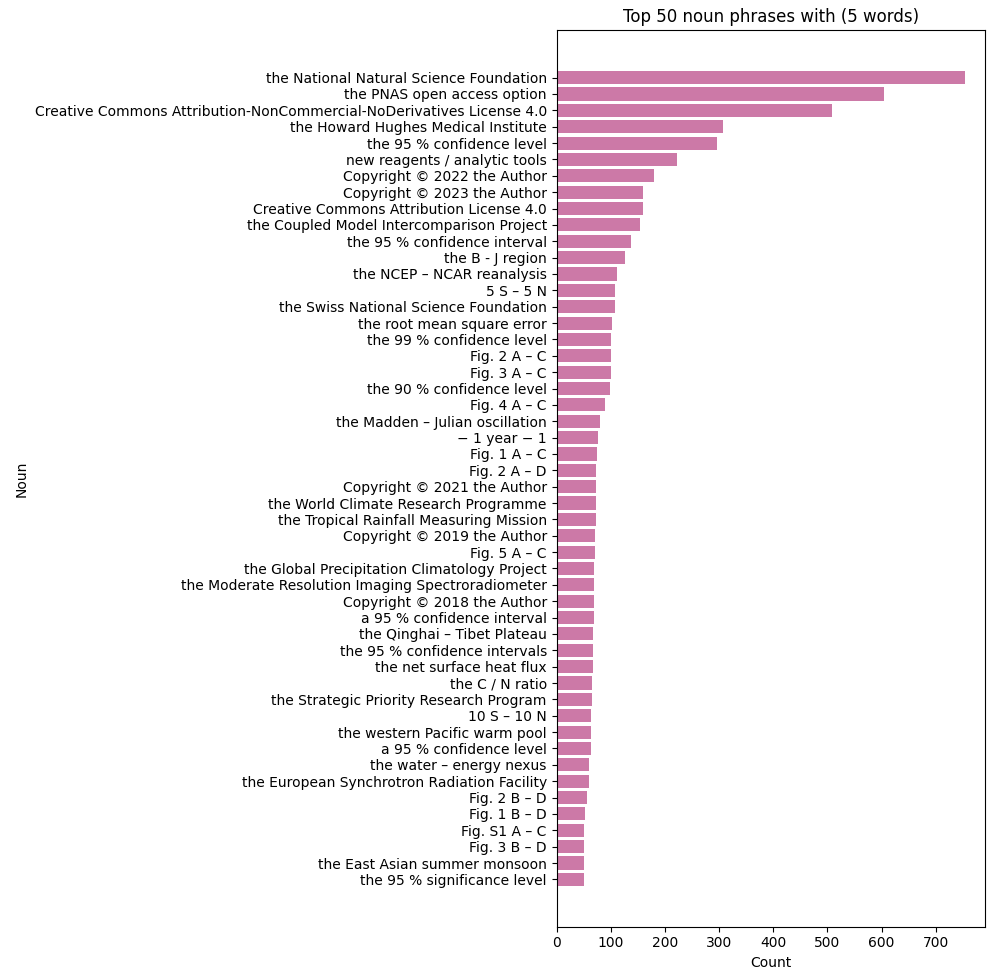 Top 50 noun phrases with (5 words)
the National Natural Science Foundation
the PNAS open access option
Creative Commons Attribution-NonCommercial-NoDerivatives License 4.0
the Howard Hughes Medical Institute
the 95 % confidence level
new reagents / analytic tools
Copyright © 2022 the Author
Copyright © 2023 the Author
Creative Commons Attribution License 4.0
the Coupled Model Intercomparison Project
the 95 % confidence interval
the B - J region
the NCEP – NCAR reanalysis
5 S – 5 N
the Swiss National Science Foundation
the root mean square error
the 99 % confidence level
Fig. 2 A – C
Fig. 3 A – C
the 90 % confidence level
Fig. 4 A – C
the Madden – Julian oscillation
− 1 year − 1
Fig. 1 A – C
Fig. 2 A – D
Copyright © 2021 the Author
the World Climate Research Programme
the Tropical Rainfall Measuring Mission
Copyright © 2019 the Author
Fig. 5 A – C
the Global Precipitation Climatology Project
the Moderate Resolution Imaging Spectroradiometer
Copyright © 2018 the Author
a 95 % confidence interval
the Qinghai – Tibet Plateau
the 95 % confidence intervals
the net surface heat flux
the C / N ratio
the Strategic Priority Research Program
10 S – 10 N
the western Pacific warm pool
a 95 % confidence level
the water – energy nexus
the European Synchrotron Radiation Facility
Fig. 2 B – D
Fig. 1 B – D
Fig. S1 A – C
Fig. 3 B – D
the East Asian summer monsoon
the 95 % significance level
Noun
0 100 200 300 400 500 600 700
Count